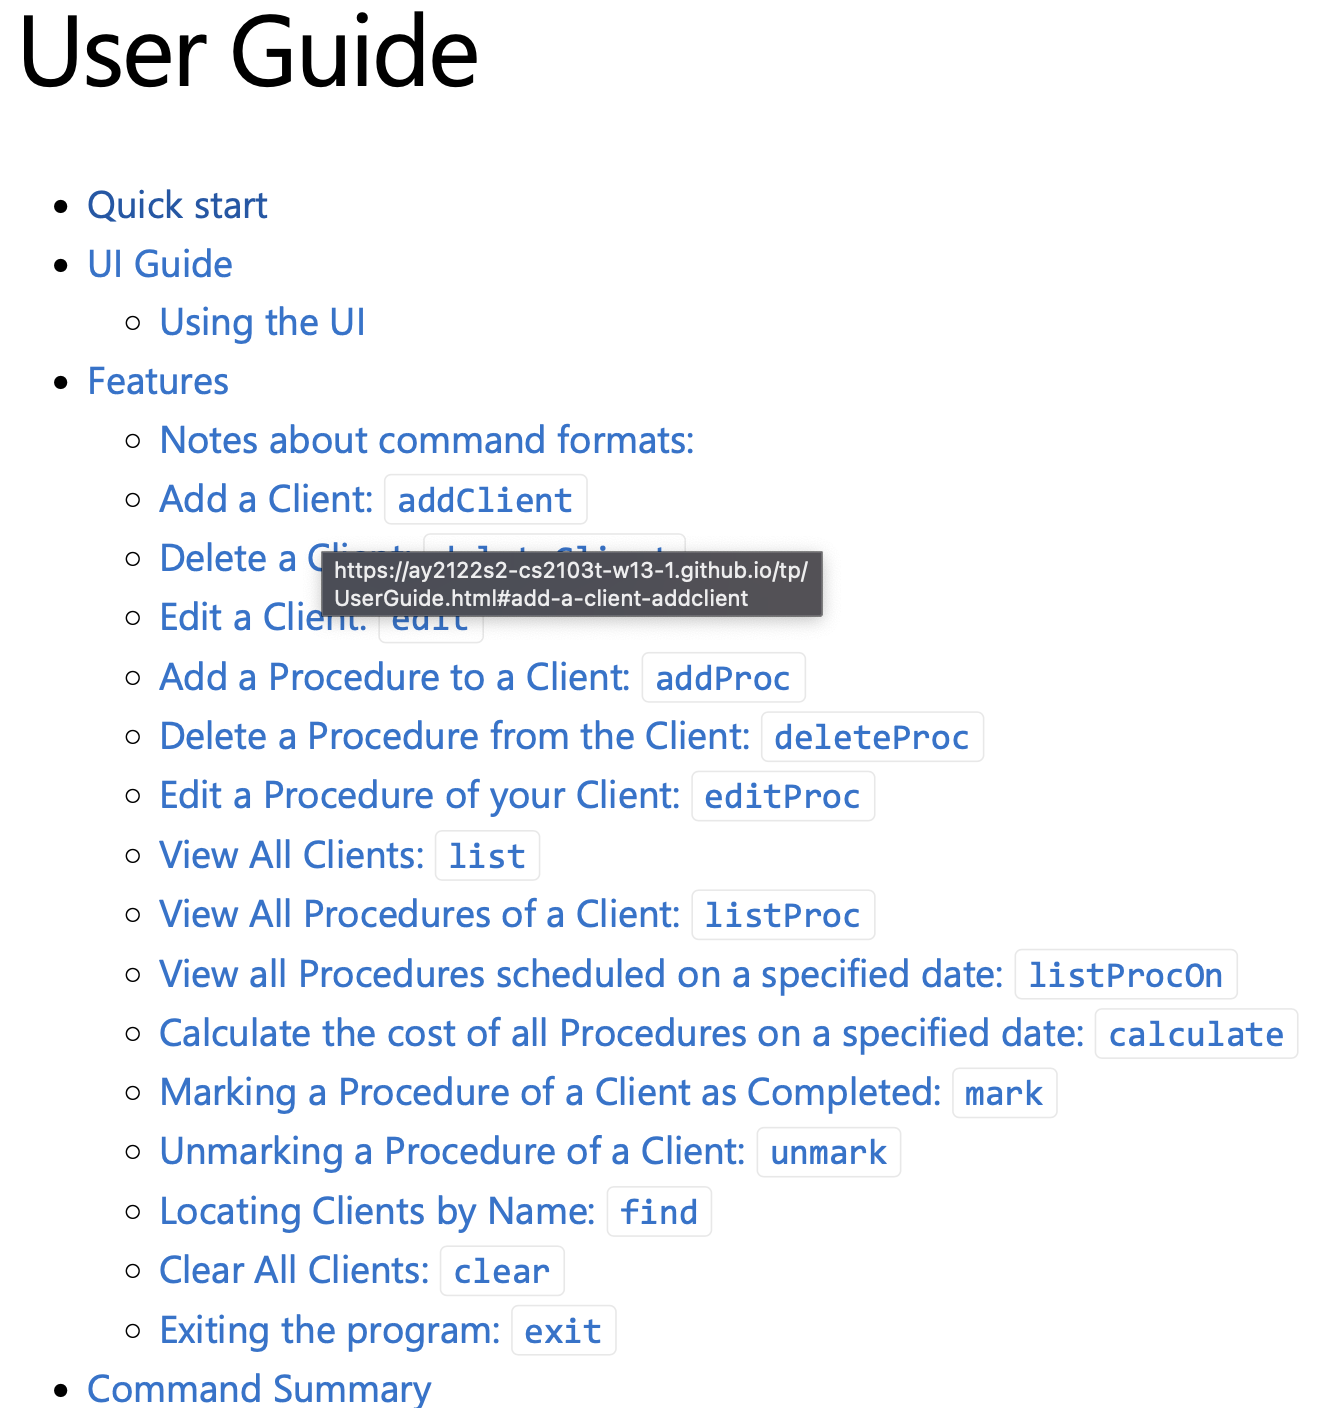 User Guide
Quick start
UI Guide
Using the UI
Features
Notes about command formats:
Add a Client: addClient
Delete a Client: deleteClient
https://ay2122s2-cs2103t-w13-1.github.io/tp/
UserGuide.html#add-a-client-addclient
Edit a Client: edit
Add a Procedure to a Client: addProc
Delete a Procedure from the Client: deleteProc
Edit a Procedure of your Client: editProc
View All Clients: list
View All Procedures of a Client: listProc
View all Procedures scheduled on a specified date: listProcOn
Calculate the cost of all Procedures on a specified date: calculate
Marking a Procedure of a Client as Completed: mark
Unmarking a Procedure of a Client: unmark
Locating Clients by Name: find
Clear All Clients: clear
Exiting the program: exit
Command Summary